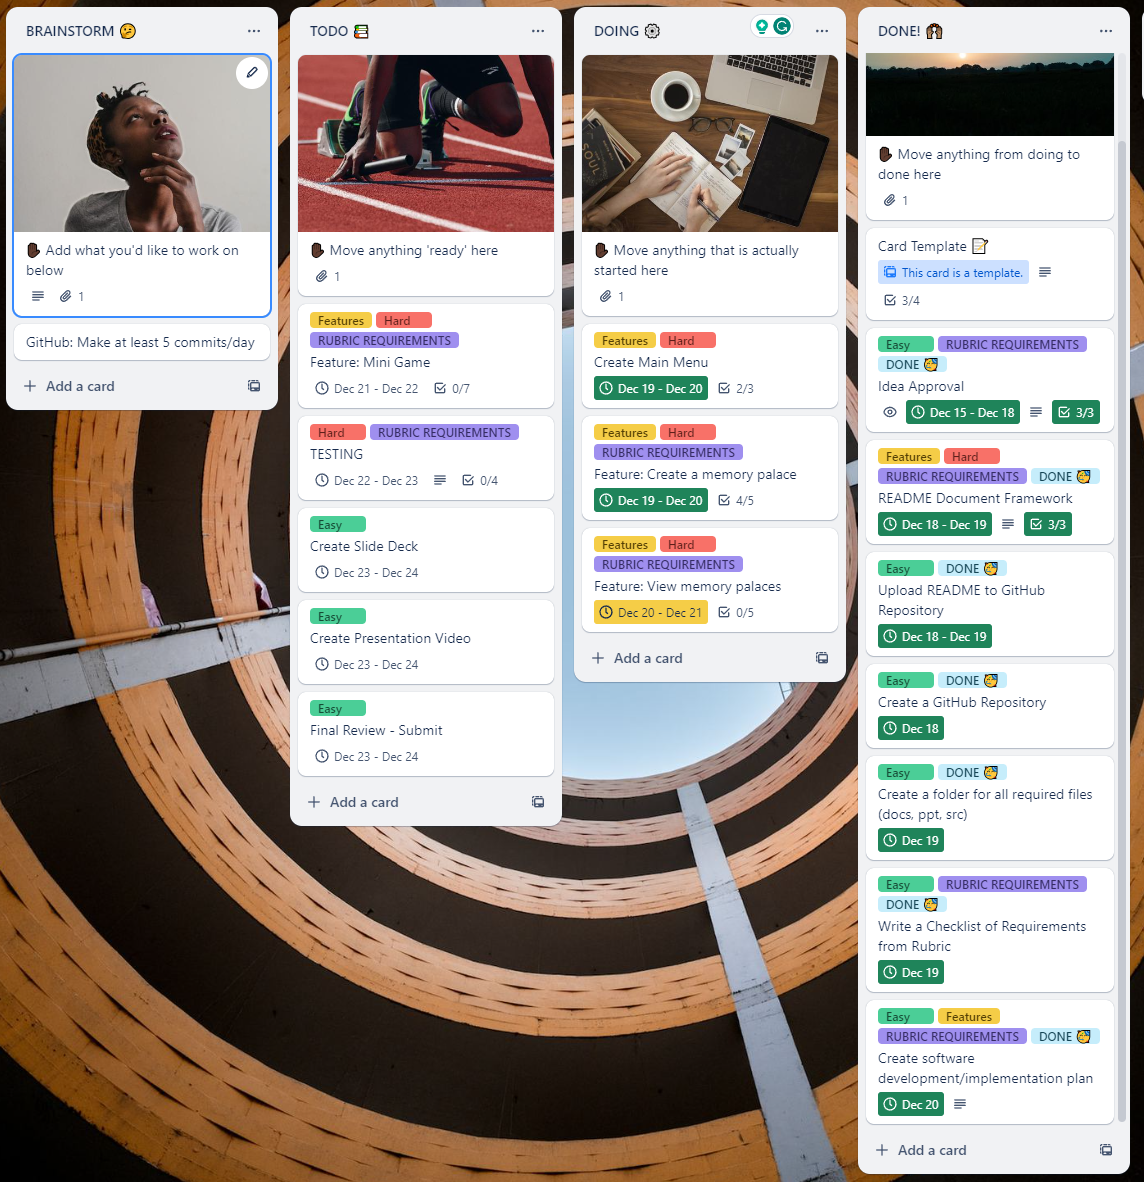 BRAINSTORM 🤔
✋🏿 Add what you'd like to work on
below
1
GitHub: Make at least 5 commits/day
Add a card
TODO 📚
✋🏿 Move anything 'ready' here
1
Features Hard
RUBRIC REQUIREMENTS
Feature: Mini Game
Dec 21 - Dec 22 0/7
Hard RUBRIC REQUIREMENTS
TESTING
Dec 22 - Dec 23 0/4
Easy
Create Slide Deck
Dec 23 - Dec 24
Easy
Create Presentation Video
Dec 23 - Dec 24
Easy
Final Review - Submit
Dec 23 - Dec 24
Add a card
DOING ⚙️
SOUL
✋🏿 Move anything that is actually
started here
1
Features Hard
Create Main Menu
Dec 19 - Dec 20 2/3
Features Hard
RUBRIC REQUIREMENTS
Feature: Create a memory palace
Dec 19 - Dec 20 4/5
Features Hard
RUBRIC REQUIREMENTS
Feature: View memory palaces
Dec 20 - Dec 21 0/5
Add a card
DONE! 🙌🏿
✋🏿 Move anything from doing to
done here
1
Card Template 📝
This card is a template.
3/4
Easy RUBRIC REQUIREMENTS
DONE 🥳
Idea Approval
Dec 15 - Dec 18 3/3
Features Hard
RUBRIC REQUIREMENTS DONE 🥳
README Document Framework
Dec 18 - Dec 19 3/3
Easy DONE 🥳
Upload README to GitHub
Repository
Dec 18 - Dec 19
Easy DONE 🥳
Create a GitHub Repository
Dec 18
Easy DONE 🥳
Create a folder for all required files
(docs, ppt, src)
Dec 19
Easy RUBRIC REQUIREMENTS
DONE 🥳
Write a Checklist of Requirements
from Rubric
Dec 19
Easy Features
RUBRIC REQUIREMENTS DONE 🥳
Create software
development/implementation plan
Dec 20
Add a card